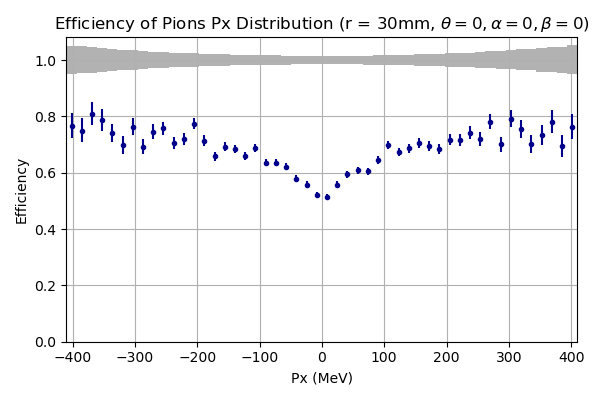 Efficiency of Pions Px Distribution (r = 30mm, θ = 0, α = 0, β = 0)
1.0
0.8
0.6
0.4
0.2
0.0
Efficiency
−400 −300 −200 −100 0 100 200 300 400
Px (MeV)